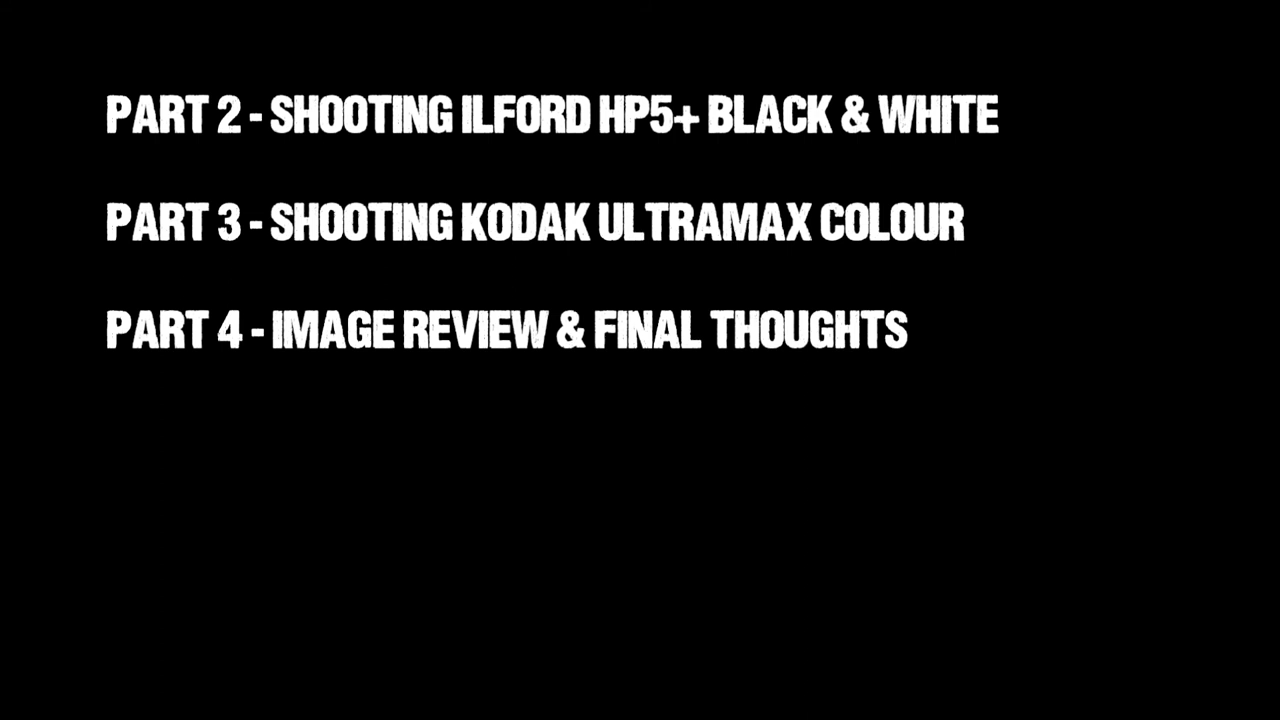 PART 2 - SHOOTING ILFORD HP5+ BLACK & WHITE
PART 3 - SHOOTING KODAK ULTRAMAX COLOUR
PART 4 - IMAGE REVIEW & FINAL THOUGHTS